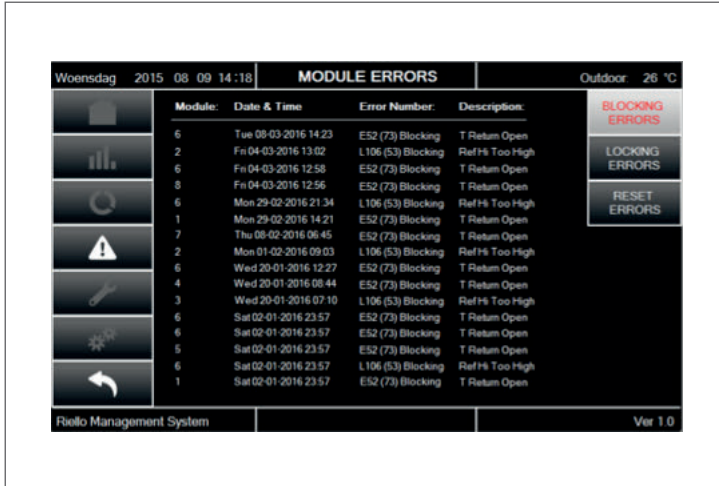 Woensdag 2015 08 09 14:18 MODULE ERRORS Outdoor: 26 °C
Module: Date & Time Error Number: Description:
6 Tue 08-03-2016 14:23 E52 (73) Blocking T Return Open
2 Fri 04-03-2016 13:02 L106 (53) Blocking Ref Hi Too High
6 Fri 04-03-2016 12:58 E52 (73) Blocking T Return Open
8 Fri 04-03-2016 12:56 E52 (73) Blocking T Return Open
6 Mon 29-02-2016 21:34 L106 (53) Blocking Ref Hi Too High
1 Mon 29-02-2016 14:21 E52 (73) Blocking T Return Open
7 Thu 08-02-2016 06:45 E52 (73) Blocking T Return Open
2 Mon 01-02-2016 09:03 L106 (53) Blocking Ref Hi Too High
6 Wed 20-01-2016 12:27 E52 (73) Blocking T Return Open
4 Wed 20-01-2016 08:44 E52 (73) Blocking T Return Open
3 Wed 20-01-2016 07:10 L106 (53) Blocking Ref Hi Too High
6 Sat 02-01-2016 23:57 E52 (73) Blocking T Return Open
6 Sat 02-01-2016 23:57 E52 (73) Blocking T Return Open
5 Sat 02-01-2016 23:57 E52 (73) Blocking T Return Open
6 Sat 02-01-2016 23:57 L106 (53) Blocking Ref Hi Too High
1 Sat 02-01-2016 23:57 E52 (73) Blocking T Return Open
BLOCKING
ERRORS
LOCKING
ERRORS
RESET
ERRORS
Riello Management System Ver 1.0